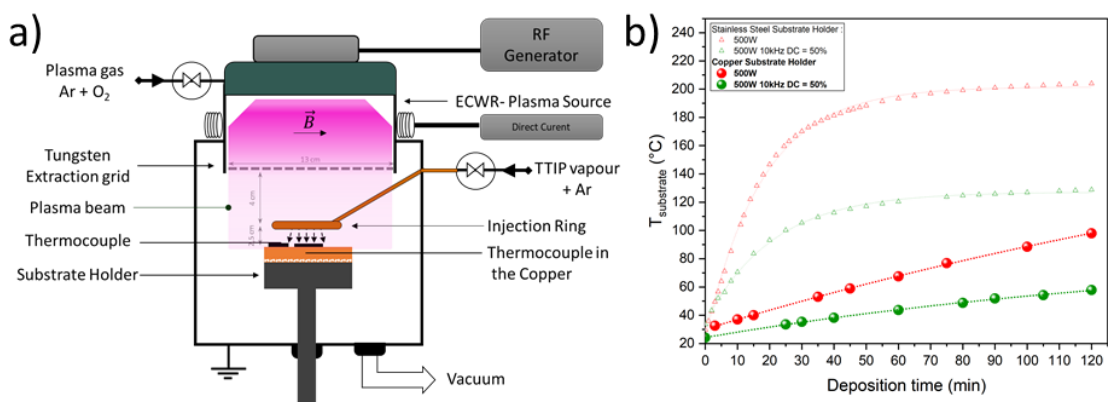 a)
RF
Generator
Plasma gas
Ar + O2
ECWR- Plasma Source
B
Direct Curent
13 cm
Tungsten
Extraction grid
TTIP vapour
+ Ar
4 cm
Plasma beam
Injection Ring
2,5 cm
Thermocouple
Thermocouple in
the Copper
Substrate Holder
Vacuum
b)
Stainless Steel Substrate Holder :
500W
500W 10kHz DC = 50%
Copper Substrate Holder
500W
500W 10kHz DC = 50%
Tsubstrate (°C)
240
220
200
180
160
140
120
100
80
60
40
20
0 10 20 30 40 50 60 70 80 90 100 110 120
Deposition time (min)